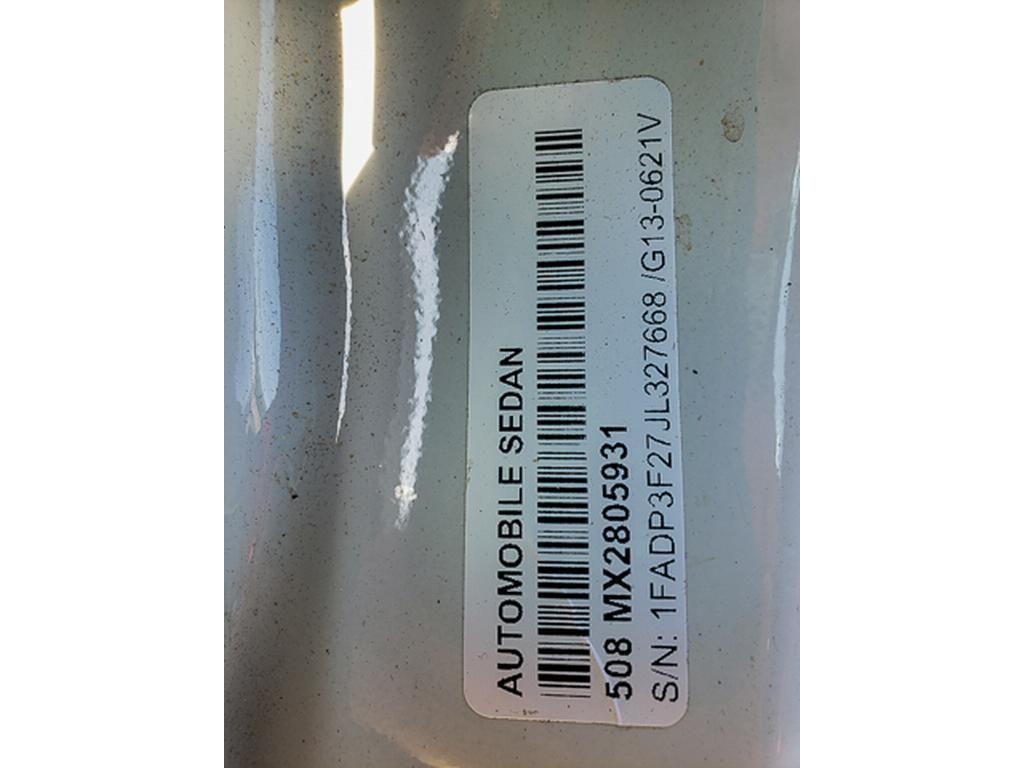 AUTOMOBILE SEDAN
508 MX2805931
S/N: 1FADP3F27JL327668 /G13-0621V